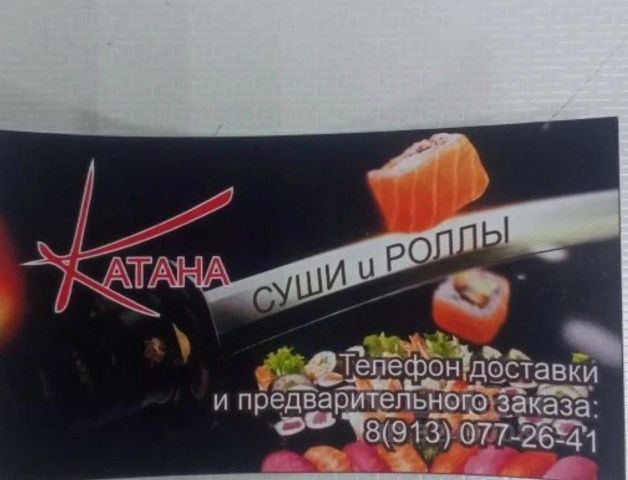 КАТАНА
СУШИ и РОЛЛЫ
Телефон доставки
и предварительного заказа:
8(913) 077-26-41